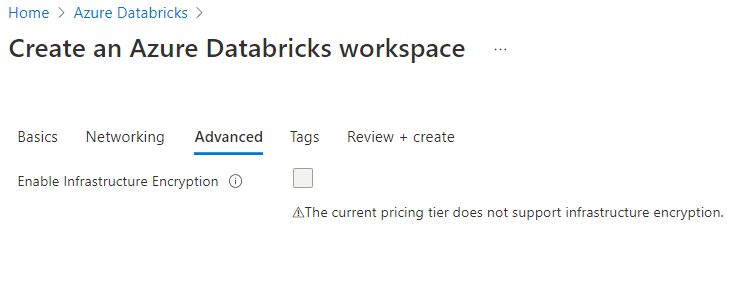 Home > Azure Databricks >
Create an Azure Databricks workspace ...
Basics Networking Advanced Tags Review + create
Enable Infrastructure Encryption
⚠The current pricing tier does not support infrastructure encryption.